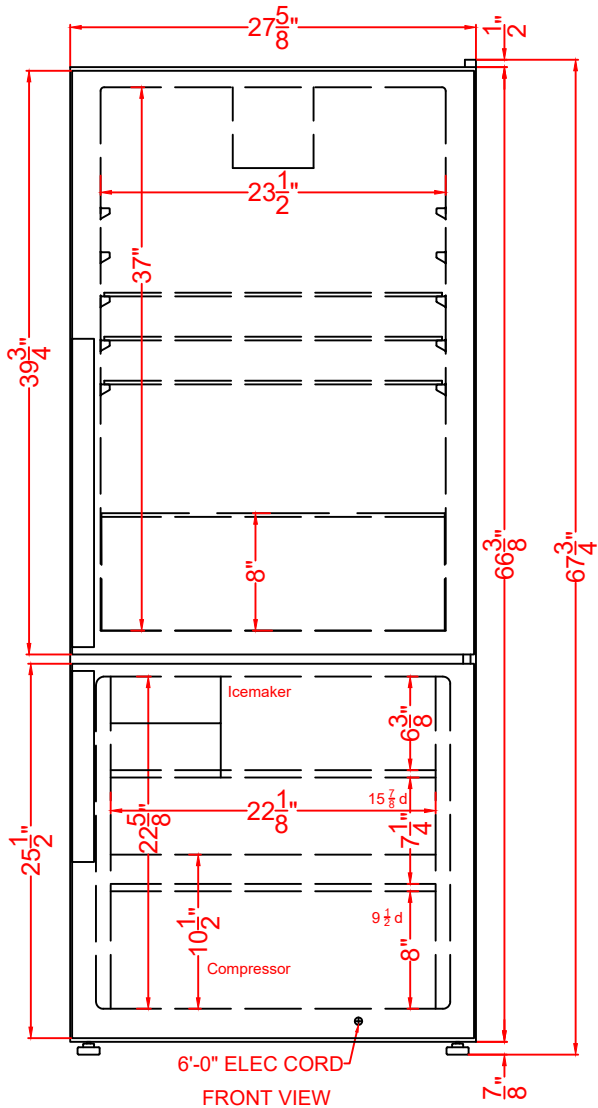 27 5/8"
1/2"
23 1/2"
37"
39 3/4"
66 3/8"
67 3/4"
8"
Icemaker
6 3/8"
15 7/8 d
22 1/8"
22 5/8"
7 1/4"
25 1/2"
10 1/2"
9 1/2 d
8"
Compressor
6'-0" ELEC CORD
7/8"
FRONT VIEW